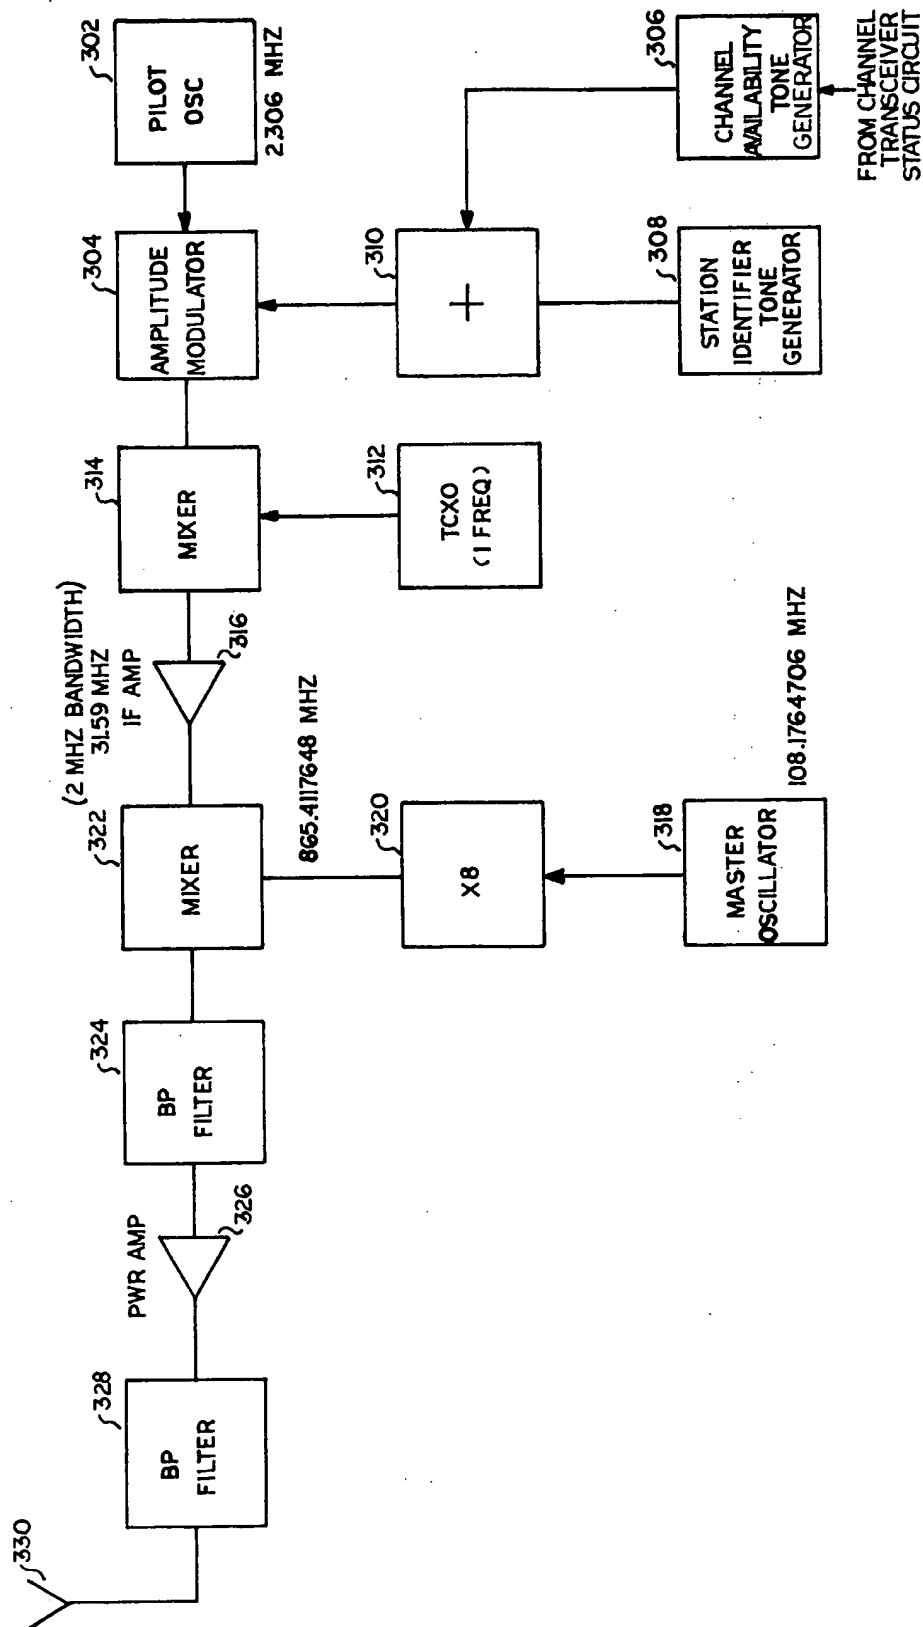 330
328
BP
FILTER
PWR AMP
326
324
BP
FILTER
322
MIXER
(2 MHZ BANDWIDTH)
31.59 MHZ
IF AMP
316
314
MIXER
304
AMPLITUDE
MODULATOR
302
PILOT
OSC
2.306 MHZ
865.4117648 MHZ
320
X8
312
TCXO
(1 FREQ)
310
+
318
MASTER
OSCILLATOR
108.1764706 MHZ
308
STATION
IDENTIFIER
TONE
GENERATOR
306
CHANNEL
AVAILABILITY
TONE
GENERATOR
FROM CHANNEL
TRANSCEIVER
STATUS CIRCUIT